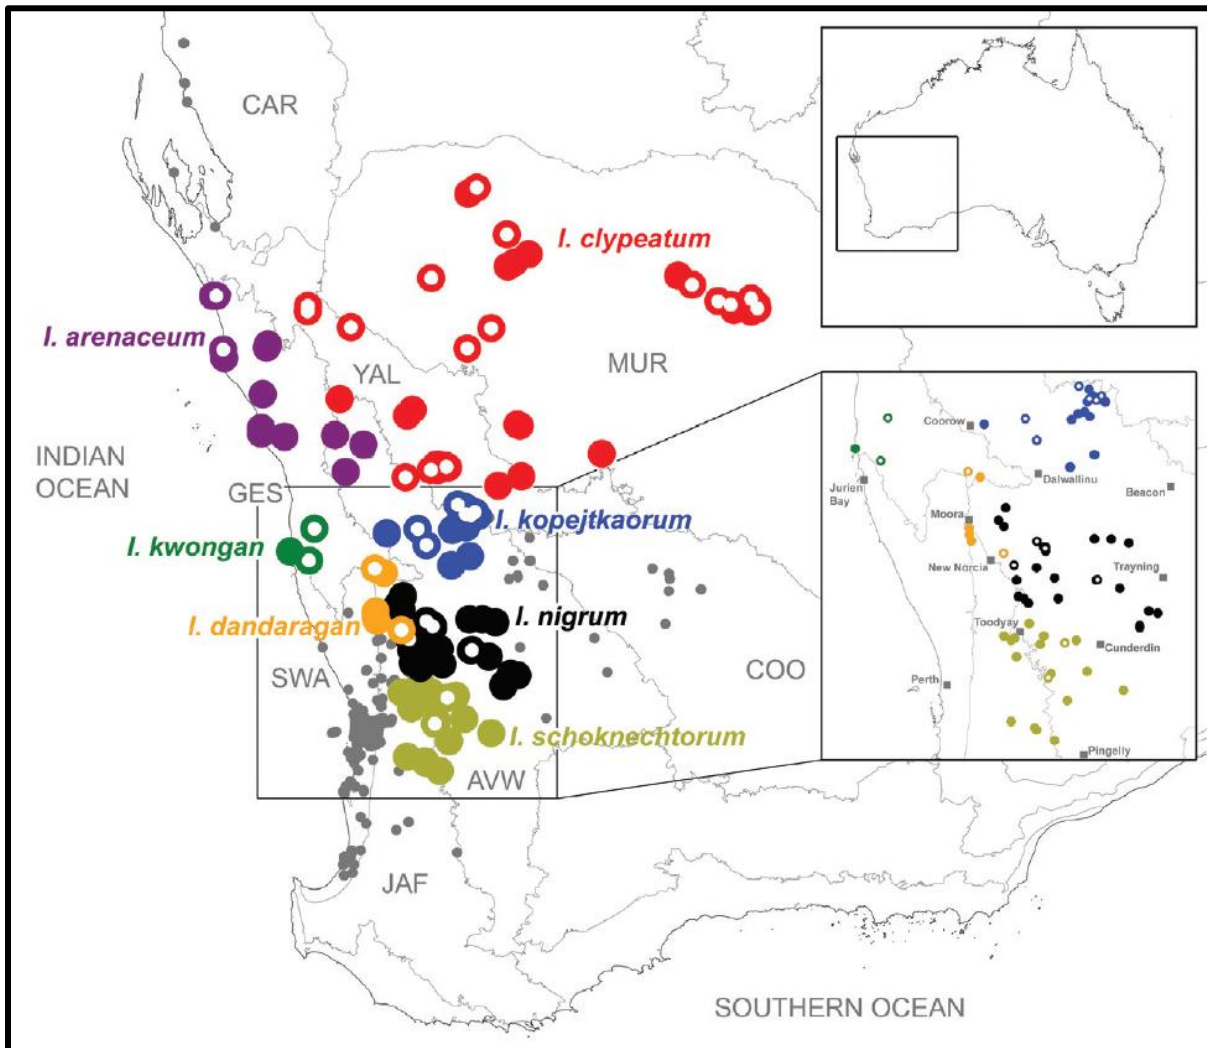 CAR
I. clypeatum
I. arenaceum
YAL
MUR
INDIAN
OCEAN
GES
I. kopejtkaorum
I. kwongan
I. nigrum
I. dandaragan
SWA
COO
I. schoknechtorum
AVW
JAF
SOUTHERN OCEAN
Coorow
Jurien
Bay
Dalwallinu
Beacon
Moora
New Norcia
Trayning
Toodyay
Cunderdin
Perth
Pingelly